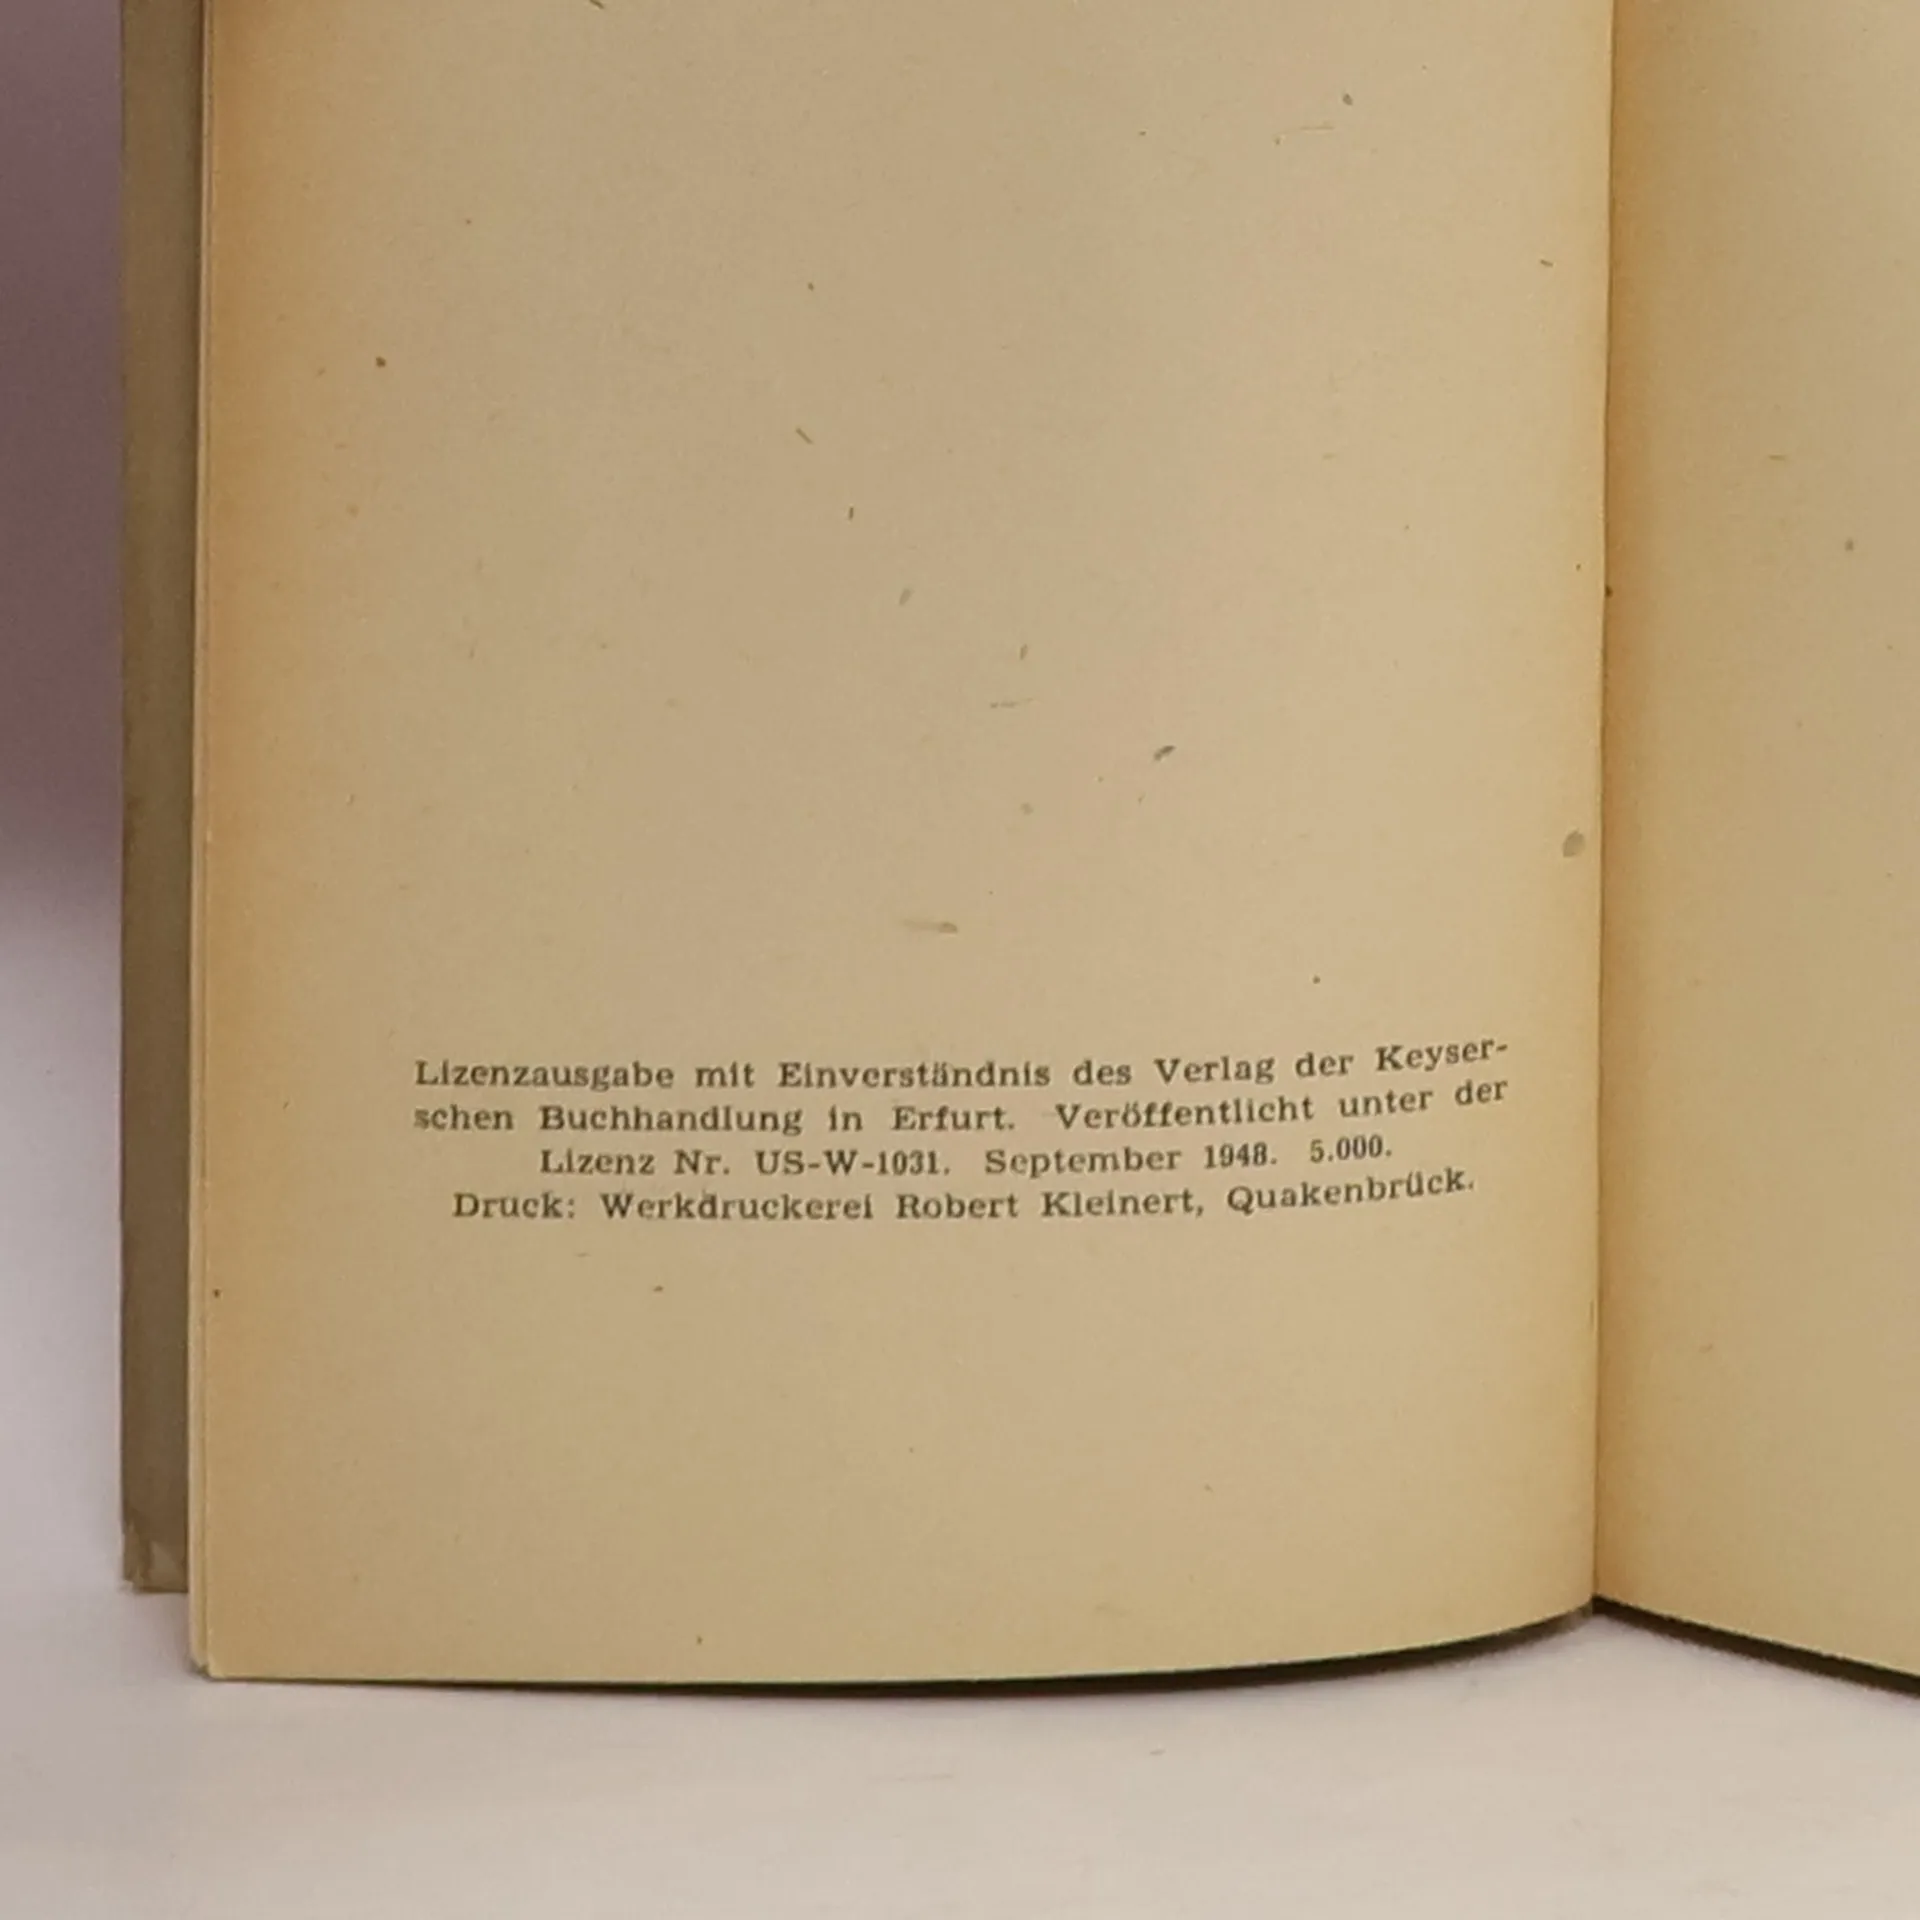 Lizenzausgabe mit Einverständnis des Verlag der Keyser-
schen Buchhandlung in Erfurt. Veröffentlicht unter der
Lizenz Nr. US-W-1031. September 1948. 5.000.
Druck: Werkdruckerei Robert Kleinert, Quakenbrück.